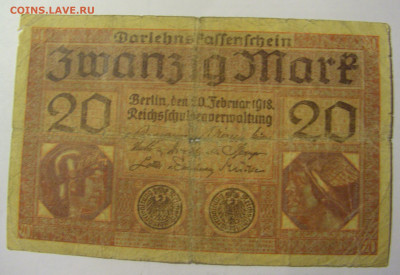 COINS.LAVE.RU
Darlehnskassenschein
Zwanzig Mark
20 Berlin, den 20. Februar 1918. 20
Reichsschuldenverwaltung